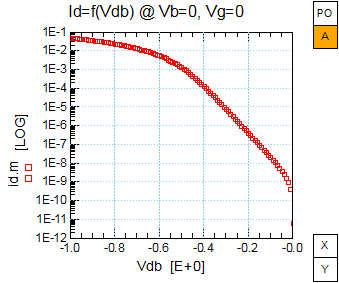 Id=f(Vdb) @ Vb=0, Vg=0
PO
A
1E-1
1E-2
1E-3
1E-4
1E-5
1E-6
1E-7
1E-8
1E-9
1E-10
1E-11
1E-12
id.m [LOG]
-1.0 -0.8 -0.6 -0.4 -0.2 -0.0
Vdb [E+0]
X
Y